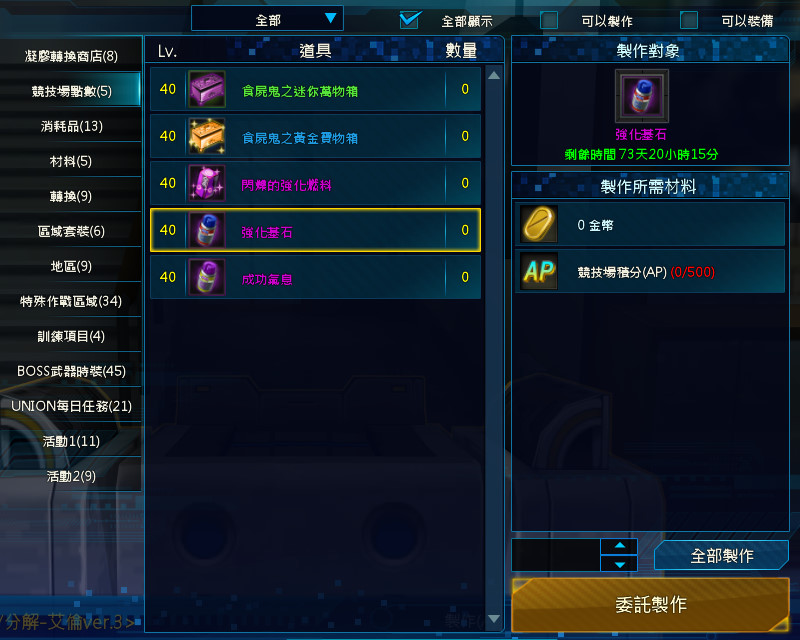 全部
全部顯示
可以製作
可以裝備
凝膠轉換商店(8)
競技場點數(5)
消耗品(13)
材料(5)
轉換(9)
區域套裝(6)
地區(9)
特殊作戰區域(34)
訓練項目(4)
BOSS武器時裝(45)
UNION每日任務(21)
活動1(11)
活動2(9)
/分解-艾倫ver.3>
Lv. 道具 數量
40 食屍鬼之迷你萬物箱 0
40 食屍鬼之黃金寶物箱 0
40 閃爍的強化燃料 0
40 強化基石 0
40 成功氣息 0
製作對象
強化基石
剩餘時間 73天20小時15分
製作所需材料
0 金幣
AP 競技場積分(AP) (0/500)
全部製作
委託製作